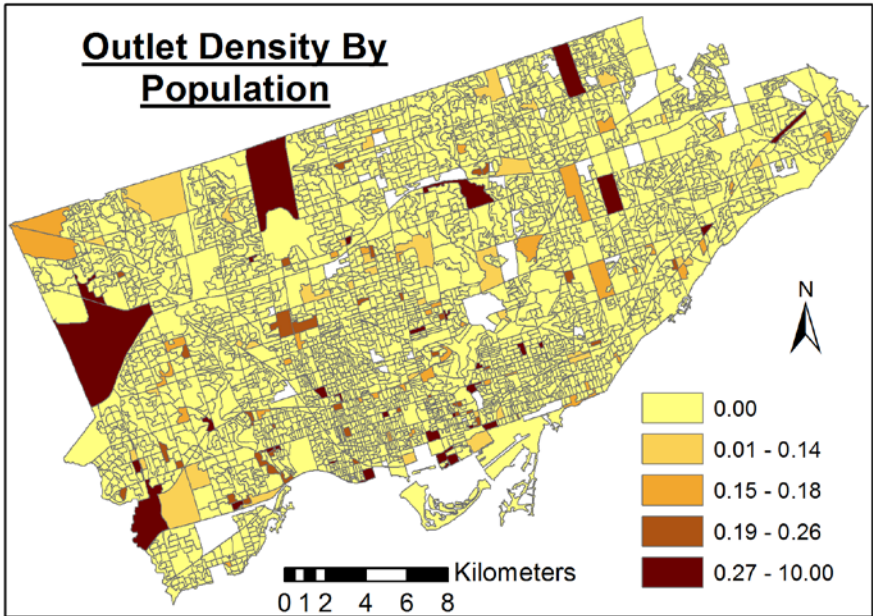 Outlet Density By
Population
N
0.00
0.01 - 0.14
0.15 - 0.18
0.19 - 0.26
0.27 - 10.00
Kilometers
0 1 2 4 6 8